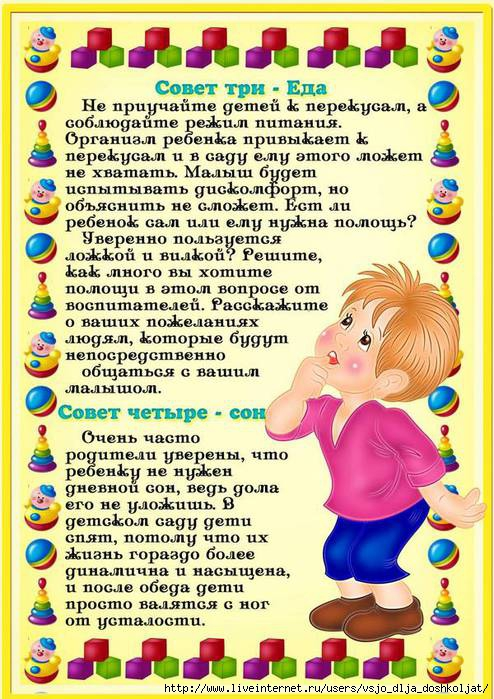 Совет три - Еда
Не приучайте детей к перекусам, а
соблюдайте режим питания.
Организм ребенка привыкает к
перекусам и в саду ему этого может
не хватать. Малыш будет
испытывать дискомфорт, но
объяснить не сможет. Ест ли
ребенок сам или ему нужна помощь?
Уверенно пользуется
ложкой и вилкой? Решите,
как много вы хотите
помощи в этом вопросе от
воспитателей. Расскажите
о ваших пожеланиях
людям, которые будут
непосредственно
общаться с вашим
малышом.
Совет четыре - сон
Очень часто
родители уверены, что
ребенку не нужен
дневной сон, ведь дома
его не уложишь. В
детском саду дети
спят, потому что их
жизнь гораздо более
динамична и насыщена,
и после обеда дети
просто валятся с ног
от усталости.
http://www.liveinternet.ru/users/vsjo_dlja_doshkoljat/